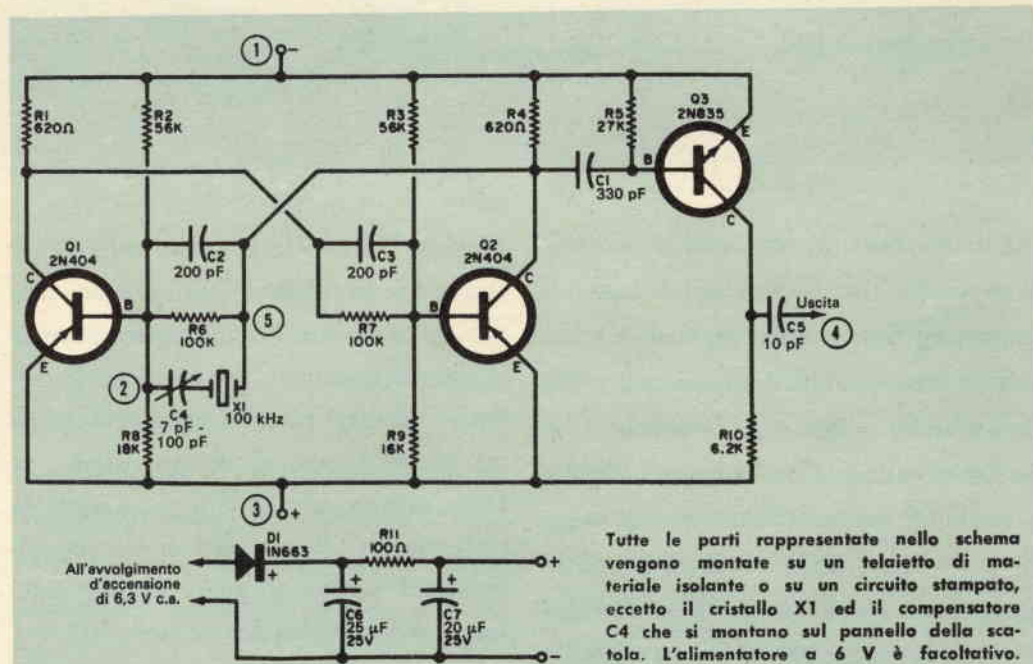 1 -
R1
620Ω
R2
56K
R3
56K
R4
620Ω
R5
27K
Q3
2N835
E
B
C
C1
330 pF
Q1
2N404
C
B
E
C2
200 pF
R6
100K
5
C3
200 pF
R7
100K
Q2
2N404
C
B
E
Uscita
C5
10 pF
4
2
C4
7 pF -
100 pF
X1
100 kHz
R8
18K
R9
16K
R10
6.2K
3 +
All'avvolgimento
d'accensione
di 6,3 V c.a.
D1
1N663
+
R11
100Ω
+
C6
25 µF
25V
+
C7
20 µF
25V
+
-
Tutte le parti rappresentate nello schema
vengono montate su un telaietto di ma-
teriale isolante o su un circuito stampato,
eccetto il cristallo X1 ed il compensatore
C4 che si montano sul pannello della sca-
tola. L'alimentatore a 6 V è facoltativo.